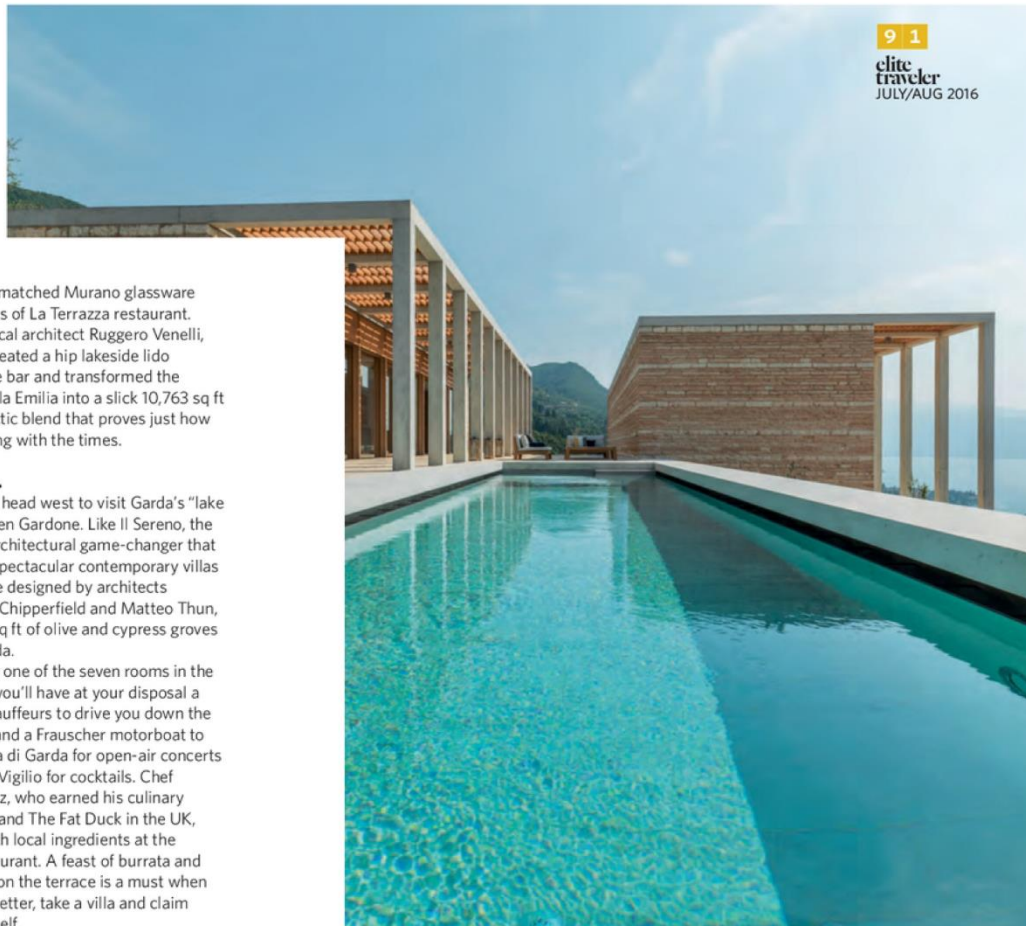 9 1
elite
traveler
JULY/AUG 2016
matched Murano glassware
s of La Terrazza restaurant.
cal architect Ruggero Venelli,
eated a hip lakeside lido
e bar and transformed the
la Emilia into a slick 10,763 sq ft
tic blend that proves just how
ng with the times.
head west to visit Garda's “lake
en Gardone. Like Il Sereno, the
rchitectural game-changer that
pectacular contemporary villas
e designed by architects
Chipperfield and Matteo Thun,
q ft of olive and cypress groves
da.
one of the seven rooms in the
you'll have at your disposal a
auffeurs to drive you down the
and a Frauscher motorboat to
a di Garda for open-air concerts
Vigilio for cocktails. Chef
z, who earned his culinary
and The Fat Duck in the UK,
h local ingredients at the
urant. A feast of burrata and
on the terrace is a must when
etter, take a villa and claim
elf.